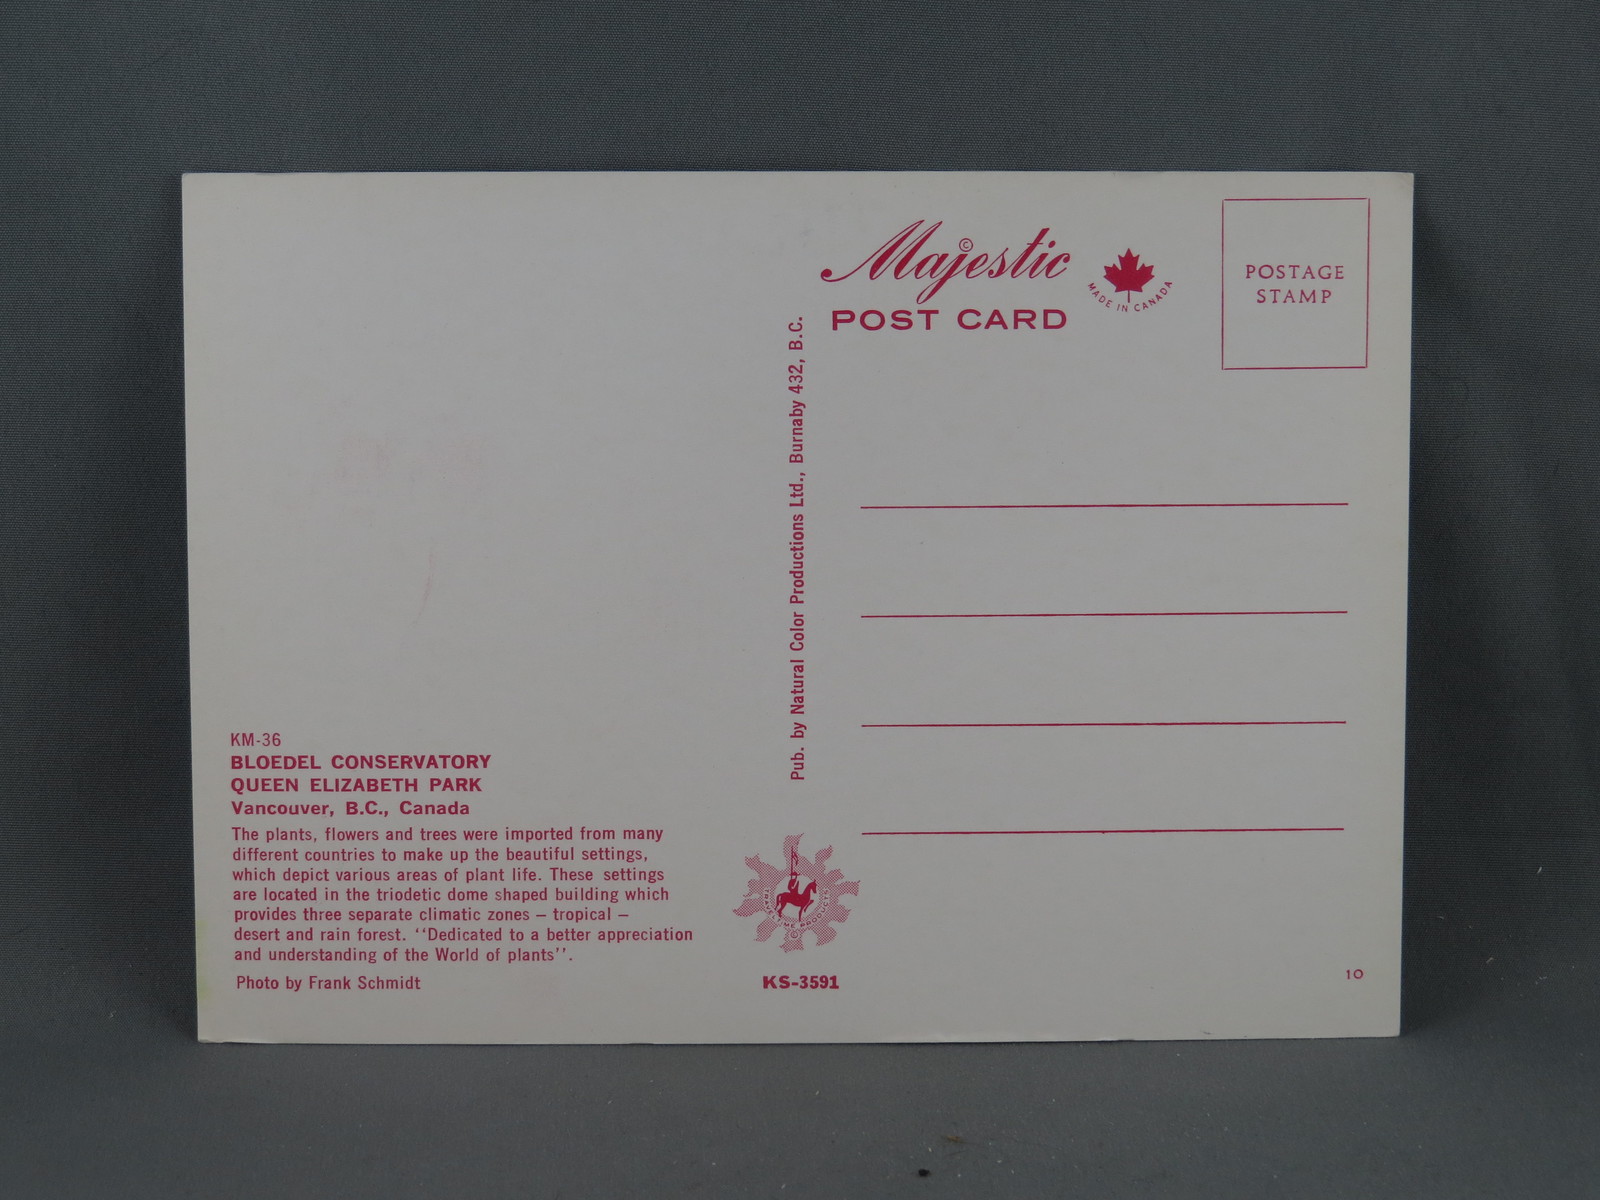 Majestic ©
POST CARD
MADE IN CANADA
POSTAGE
STAMP
Pub. by Natural Color Productions Ltd., Burnaby 432, B.C.
KM-36
BLOEDEL CONSERVATORY
QUEEN ELIZABETH PARK
Vancouver, B.C., Canada
The plants, flowers and trees were imported from many
different countries to make up the beautiful settings,
which depict various areas of plant life. These settings
are located in the triodetic dome shaped building which
provides three separate climatic zones – tropical –
desert and rain forest. ‘‘Dedicated to a better appreciation
and understanding of the World of plants’’.
Photo by Frank Schmidt
PRODUCTS
KS-3591
10